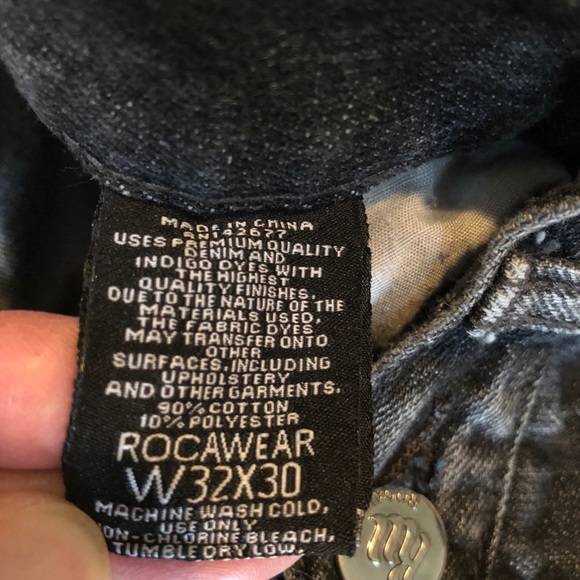 MADE IN CHINA
RN142677
USES PREMIUM QUALITY
DENIM AND
INDIGO DYES WITH
THE HIGHEST
QUALITY FINISHES.
DUE TO THE NATURE OF THE
MATERIALS USED,
THE FABRIC DYES
MAY TRANSFER ONTO
OTHER
SURFACES, INCLUDING
UPHOLSTERY
AND OTHER GARMENTS.
90% COTTON
10% POLYESTER
ROCAWEAR
W32X30
MACHINE WASH COLD,
USE ONLY
NON-CHLORINE BLEACH,
TUMBLE DRY LOW,